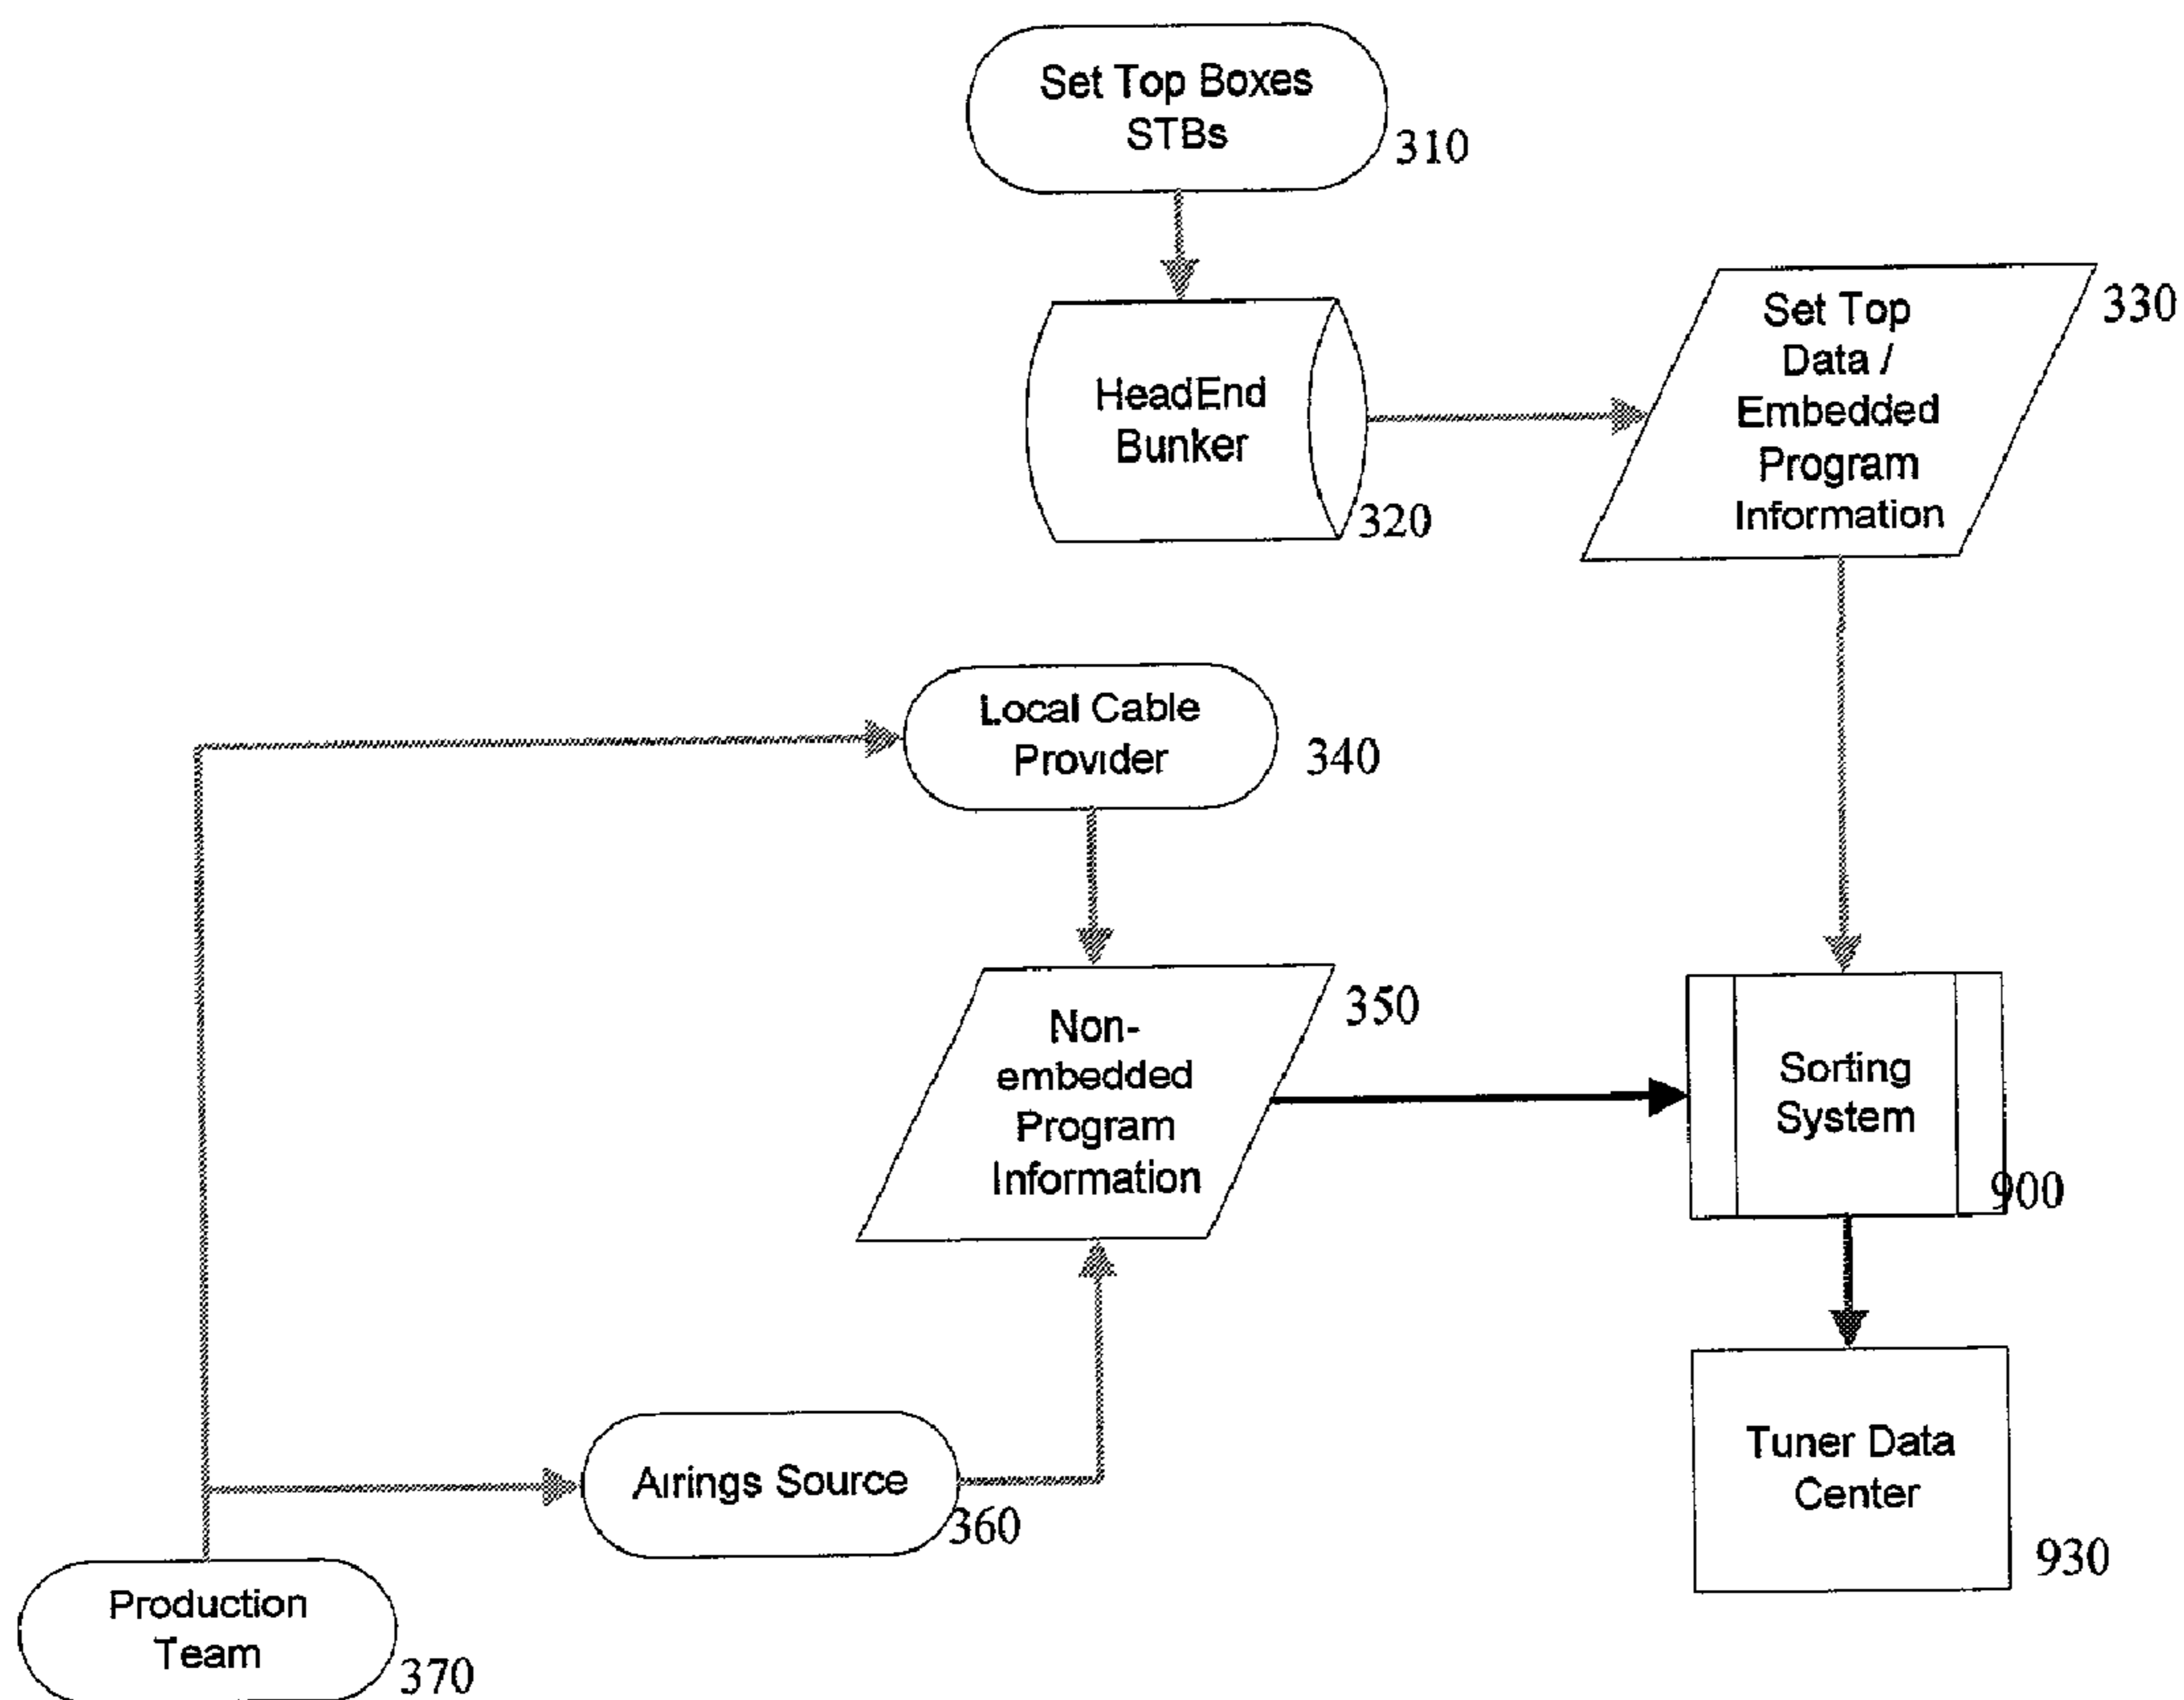 Set Top Boxes
STBs
310
HeadEnd
Bunker
320
Set Top
Data /
Embedded
Program
Information
330
Local Cable
Provider
340
Non-
embedded
Program
Information
350
Sorting
System
900
Airings Source
360
Tuner Data
Center
930
Production
Team
370